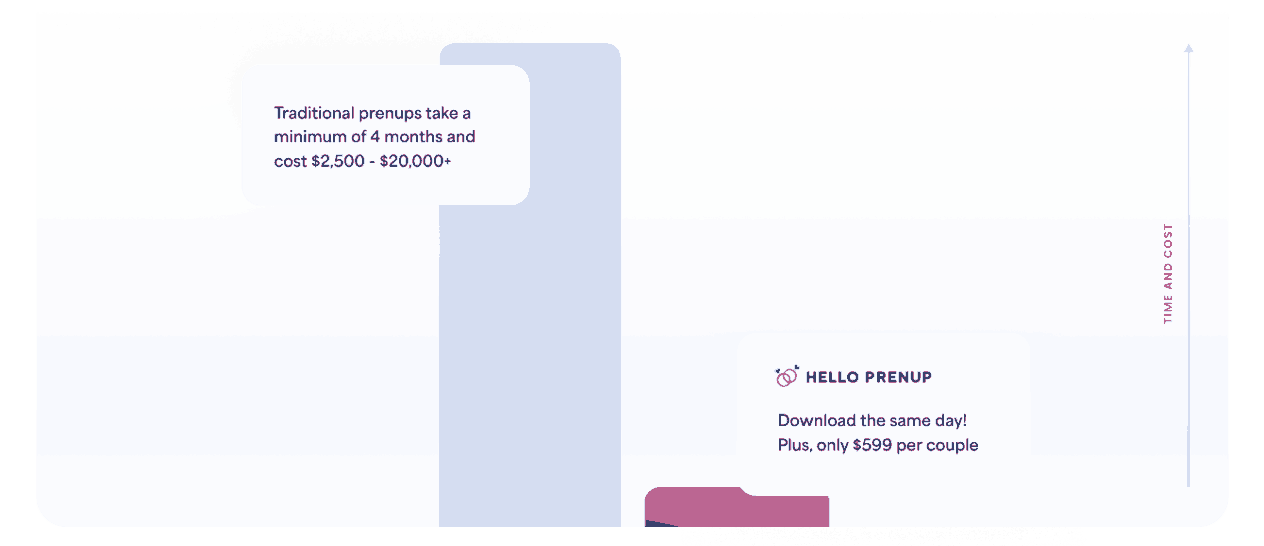 Traditional prenups take a
minimum of 4 months and
cost $2,500 - $20,000+
TIME AND COST
HELLO PRENUP
Download the same day!
Plus, only $599 per couple